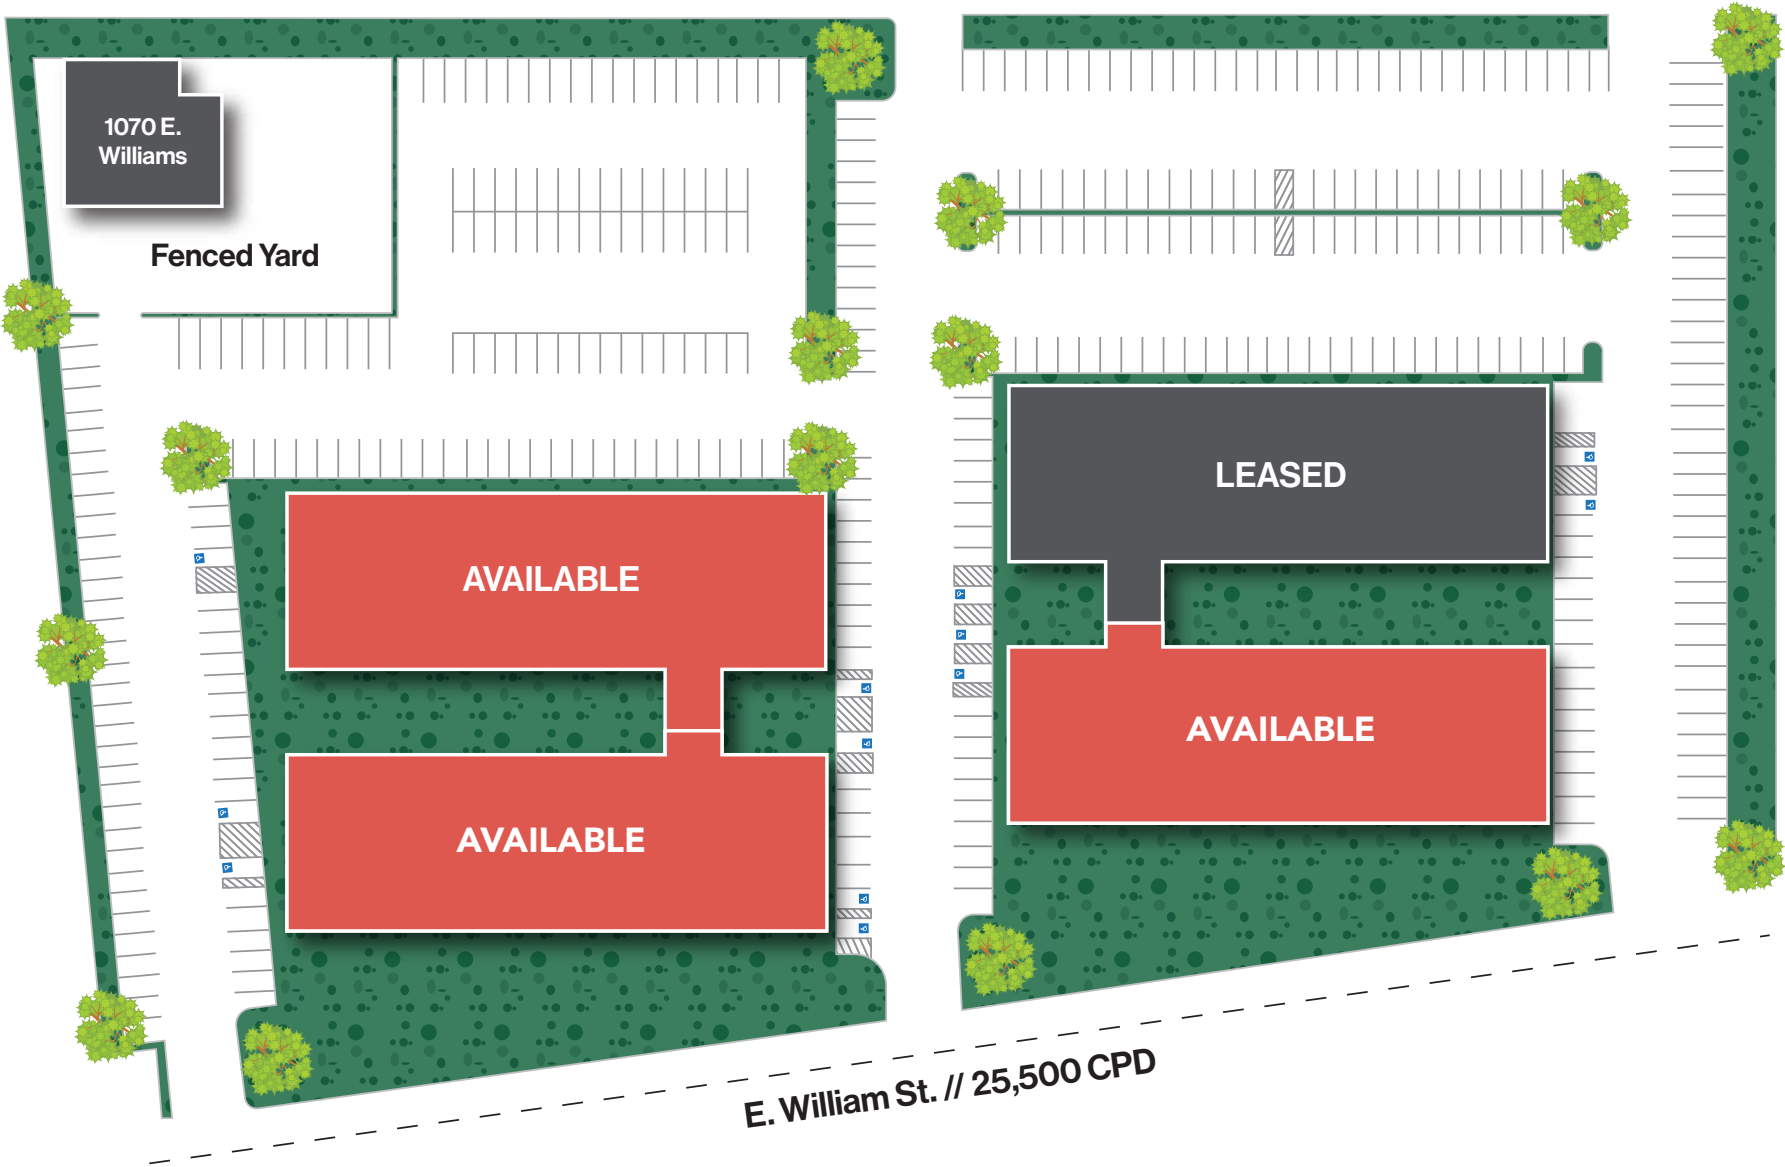 1070 E.
Williams
Fenced Yard
LEASED
AVAILABLE
AVAILABLE
AVAILABLE
E. William St. // 25,500 CPD